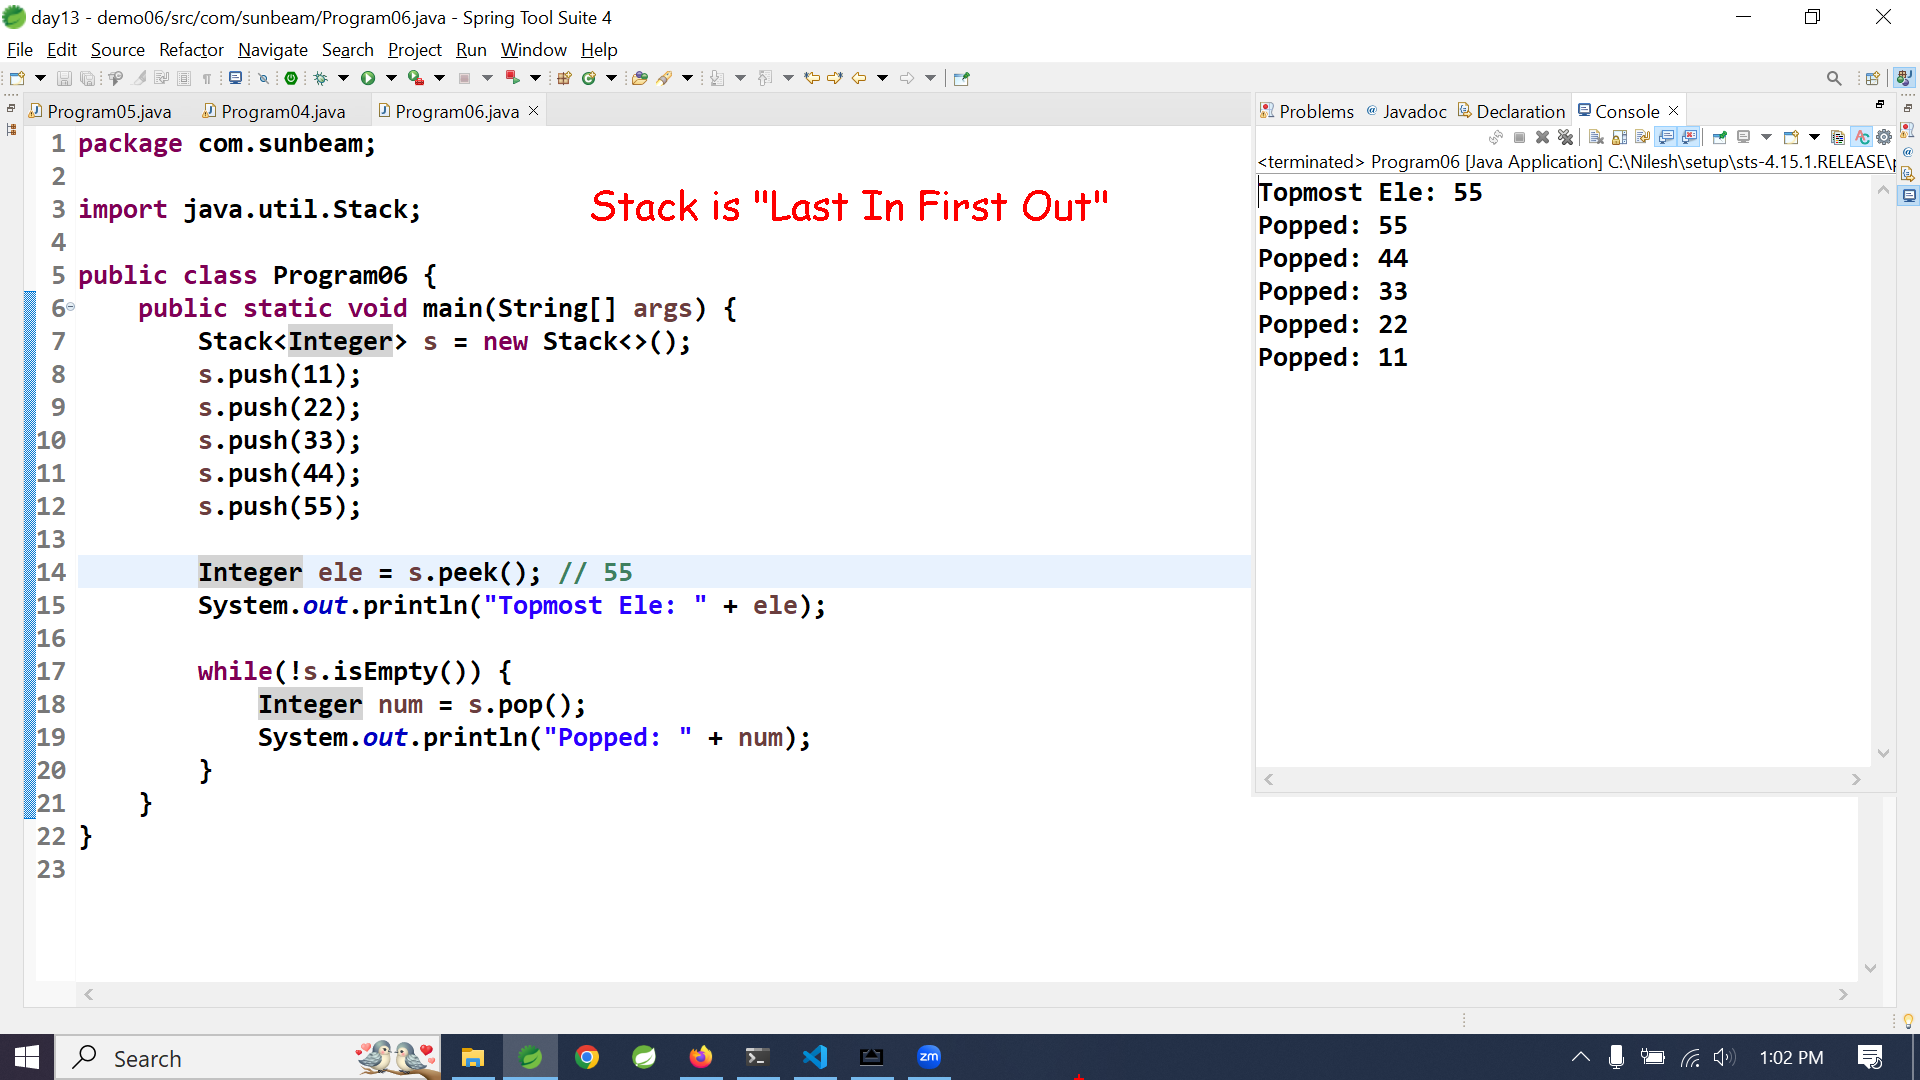 day13 - demo06/src/com/sunbeam/Program06.java - Spring Tool Suite 4
File Edit Source Refactor Navigate Search Project Run Window Help
Program05.java Program04.java Program06.java
Problems Javadoc Declaration Console
<terminated> Program06 [Java Application] C:\Nilesh\setup\sts-4.15.1.RELEASE\
1 package com.sunbeam;
2
3 import java.util.Stack;
Stack is "Last In First Out"
4
5 public class Program06 {
6 public static void main(String[] args) {
7 Stack<Integer> s = new Stack<>();
8 s.push(11);
9 s.push(22);
10 s.push(33);
11 s.push(44);
12 s.push(55);
13
14 Integer ele = s.peek(); // 55
15 System.out.println("Topmost Ele: " + ele);
16
17 while(!s.isEmpty()) {
18 Integer num = s.pop();
19 System.out.println("Popped: " + num);
20 }
21 }
22 }
23
Topmost Ele: 55
Popped: 55
Popped: 44
Popped: 33
Popped: 22
Popped: 11
Search
zm
1:02 PM